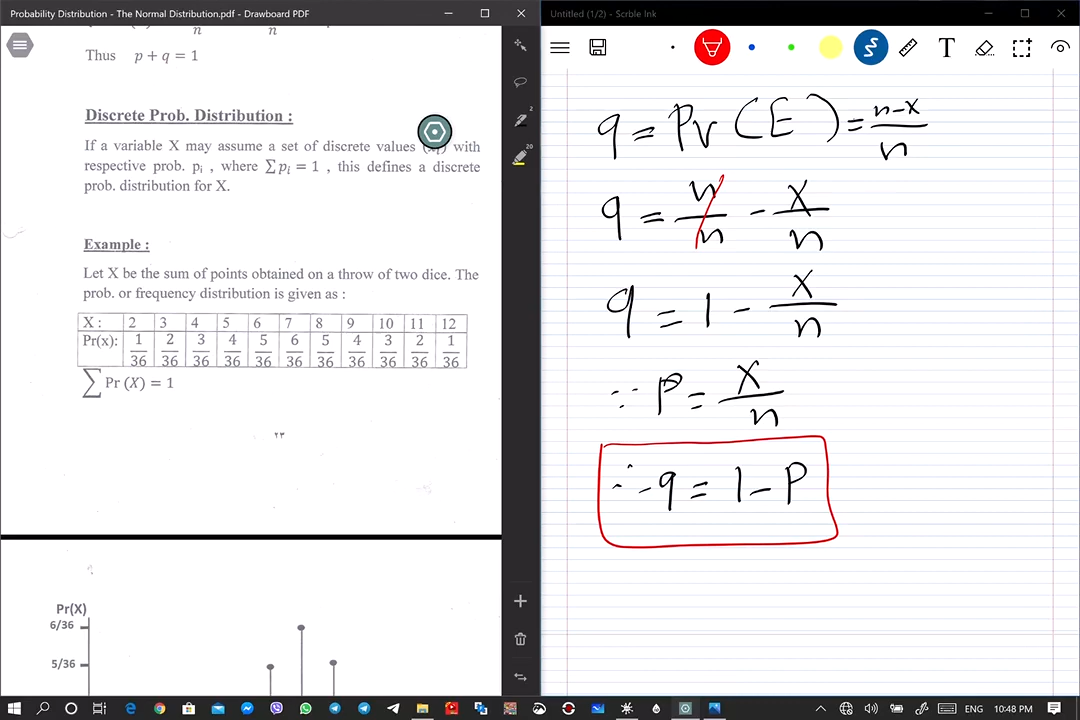 Probability Distribution - The Normal Distribution.pdf - Drawboard PDF
Untitled (1/2) - Scrble Ink
n n
Thus p + q = 1
Discrete Prob. Distribution :
If a variable X may assume a set of discrete values with
respective prob. pi , where ∑ pi = 1 , this defines a discrete
prob. distribution for X.
Example :
Let X be the sum of points obtained on a throw of two dice. The
prob. or frequency distribution is given as :
X : 2 3 4 5 6 7 8 9 10 11 12
Pr(x): 1/36 2/36 3/36 4/36 5/36 6/36 5/36 4/36 3/36 2/36 1/36
∑ Pr (X) = 1
٢٣
Pr(X)
6/36
5/36
2
20
T
q = Pr (E) = n-x/n
q = n/n - x/n
q = 1 - x/n
∵ P = x/n
∴ q = 1 - P
ENG 10:48 PM